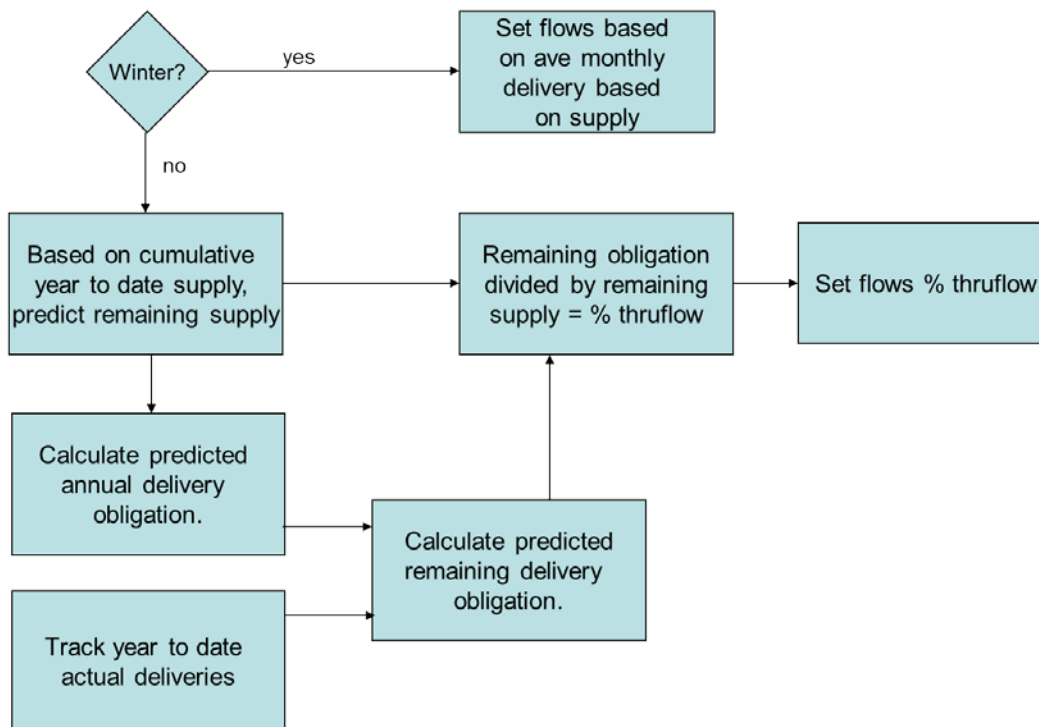 Winter?
yes
Set flows based
on ave monthly
delivery based
on supply
no
Based on cumulative
year to date supply,
predict remaining supply
Remaining obligation
divided by remaining
supply = % thruflow
Set flows % thruflow
Calculate predicted
annual delivery
obligation.
Calculate predicted
remaining delivery
obligation.
Track year to date
actual deliveries